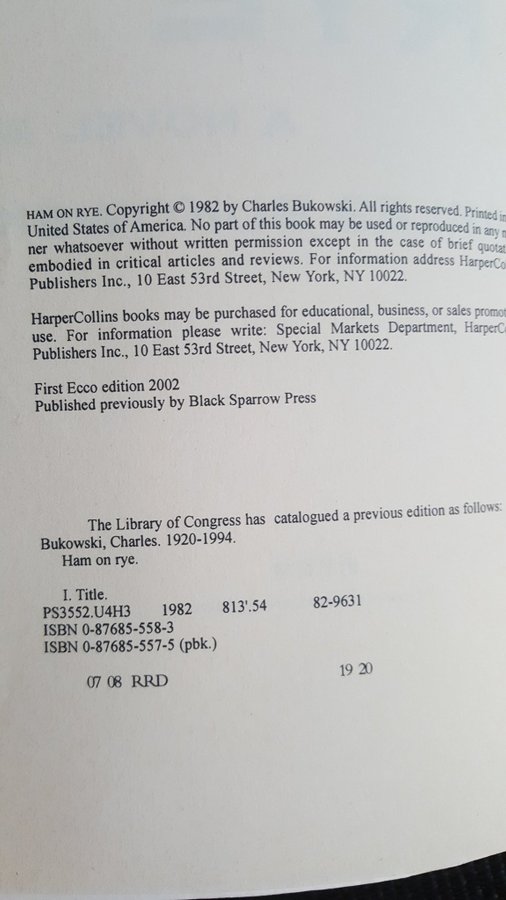 HAM ON RYE. Copyright © 1982 by Charles Bukowski. All rights reserved. Printed in
United States of America. No part of this book may be used or reproduced in any
ner whatsoever without written permission except in the case of brief quotat
embodied in critical articles and reviews. For information address HarperCo
Publishers Inc., 10 East 53rd Street, New York, NY 10022.
HarperCollins books may be purchased for educational, business, or sales promot
use. For information please write: Special Markets Department, HarperC
Publishers Inc., 10 East 53rd Street, New York, NY 10022.
First Ecco edition 2002
Published previously by Black Sparrow Press
The Library of Congress has catalogued a previous edition as follows:
Bukowski, Charles. 1920-1994.
Ham on rye.
I. Title.
PS3552.U4H3 1982 813'.54 82-9631
ISBN 0-87685-558-3
ISBN 0-87685-557-5 (pbk.)
07 08 RRD 19 20